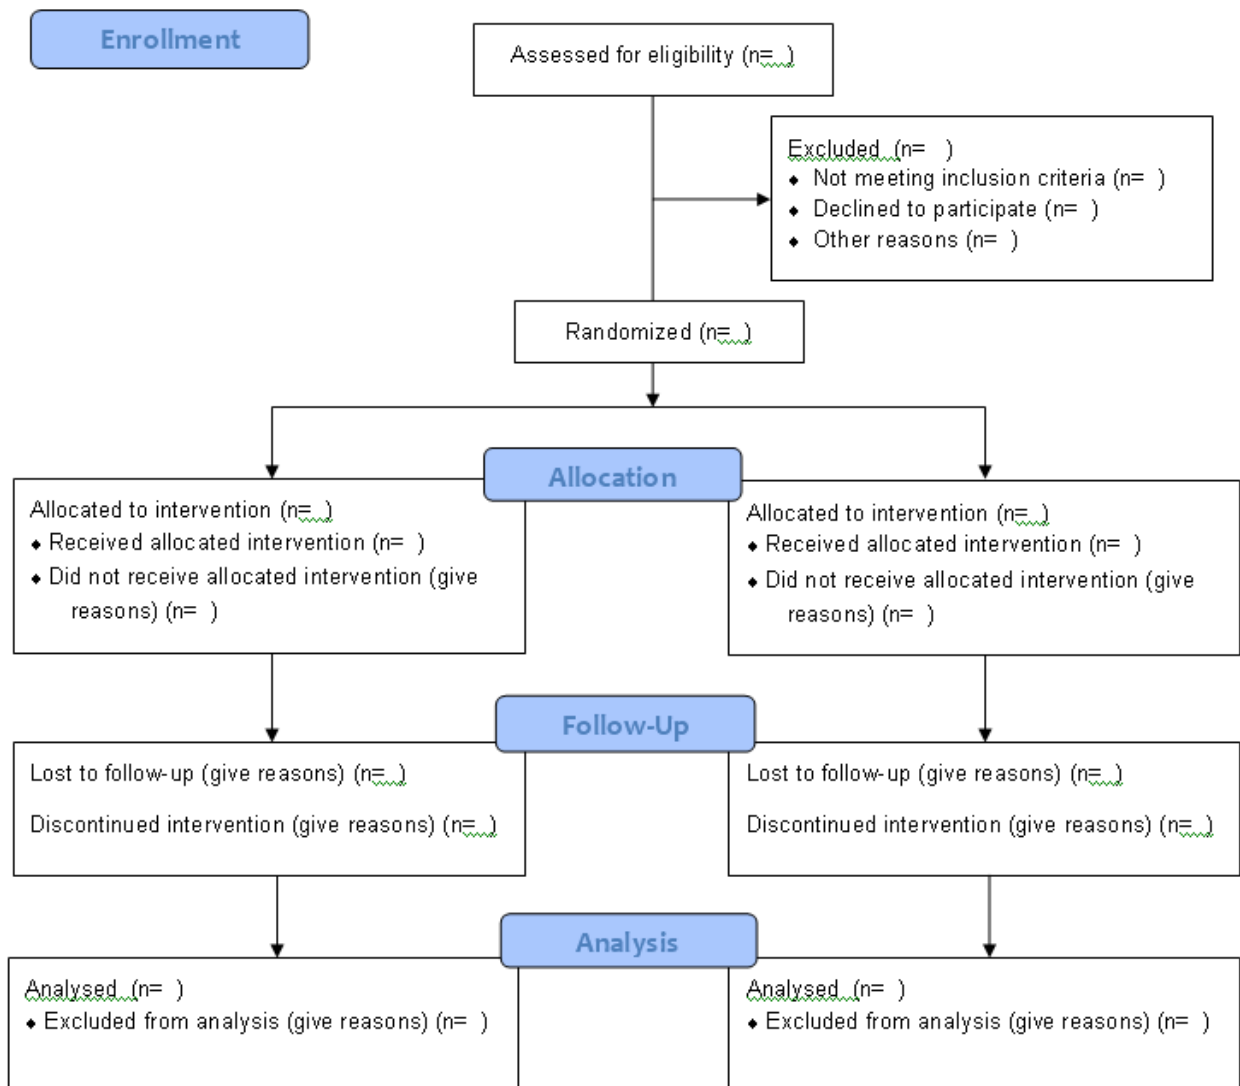 Enrollment
Assessed for eligibility (n=  )
Excluded  (n=  )
♦ Not meeting inclusion criteria (n=  )
♦ Declined to participate (n=  )
♦ Other reasons (n=  )
Randomized (n=  )
Allocation
Allocated to intervention (n=  )
♦ Received allocated intervention (n=  )
♦ Did not receive allocated intervention (give
reasons) (n=  )
Allocated to intervention (n=  )
♦ Received allocated intervention (n=  )
♦ Did not receive allocated intervention (give
reasons) (n=  )
Follow-Up
Lost to follow-up (give reasons) (n=  )
Discontinued intervention (give reasons) (n=  )
Lost to follow-up (give reasons) (n=  )
Discontinued intervention (give reasons) (n=  )
Analysis
Analysed  (n=  )
♦ Excluded from analysis (give reasons) (n=  )
Analysed  (n=  )
♦ Excluded from analysis (give reasons) (n=  )